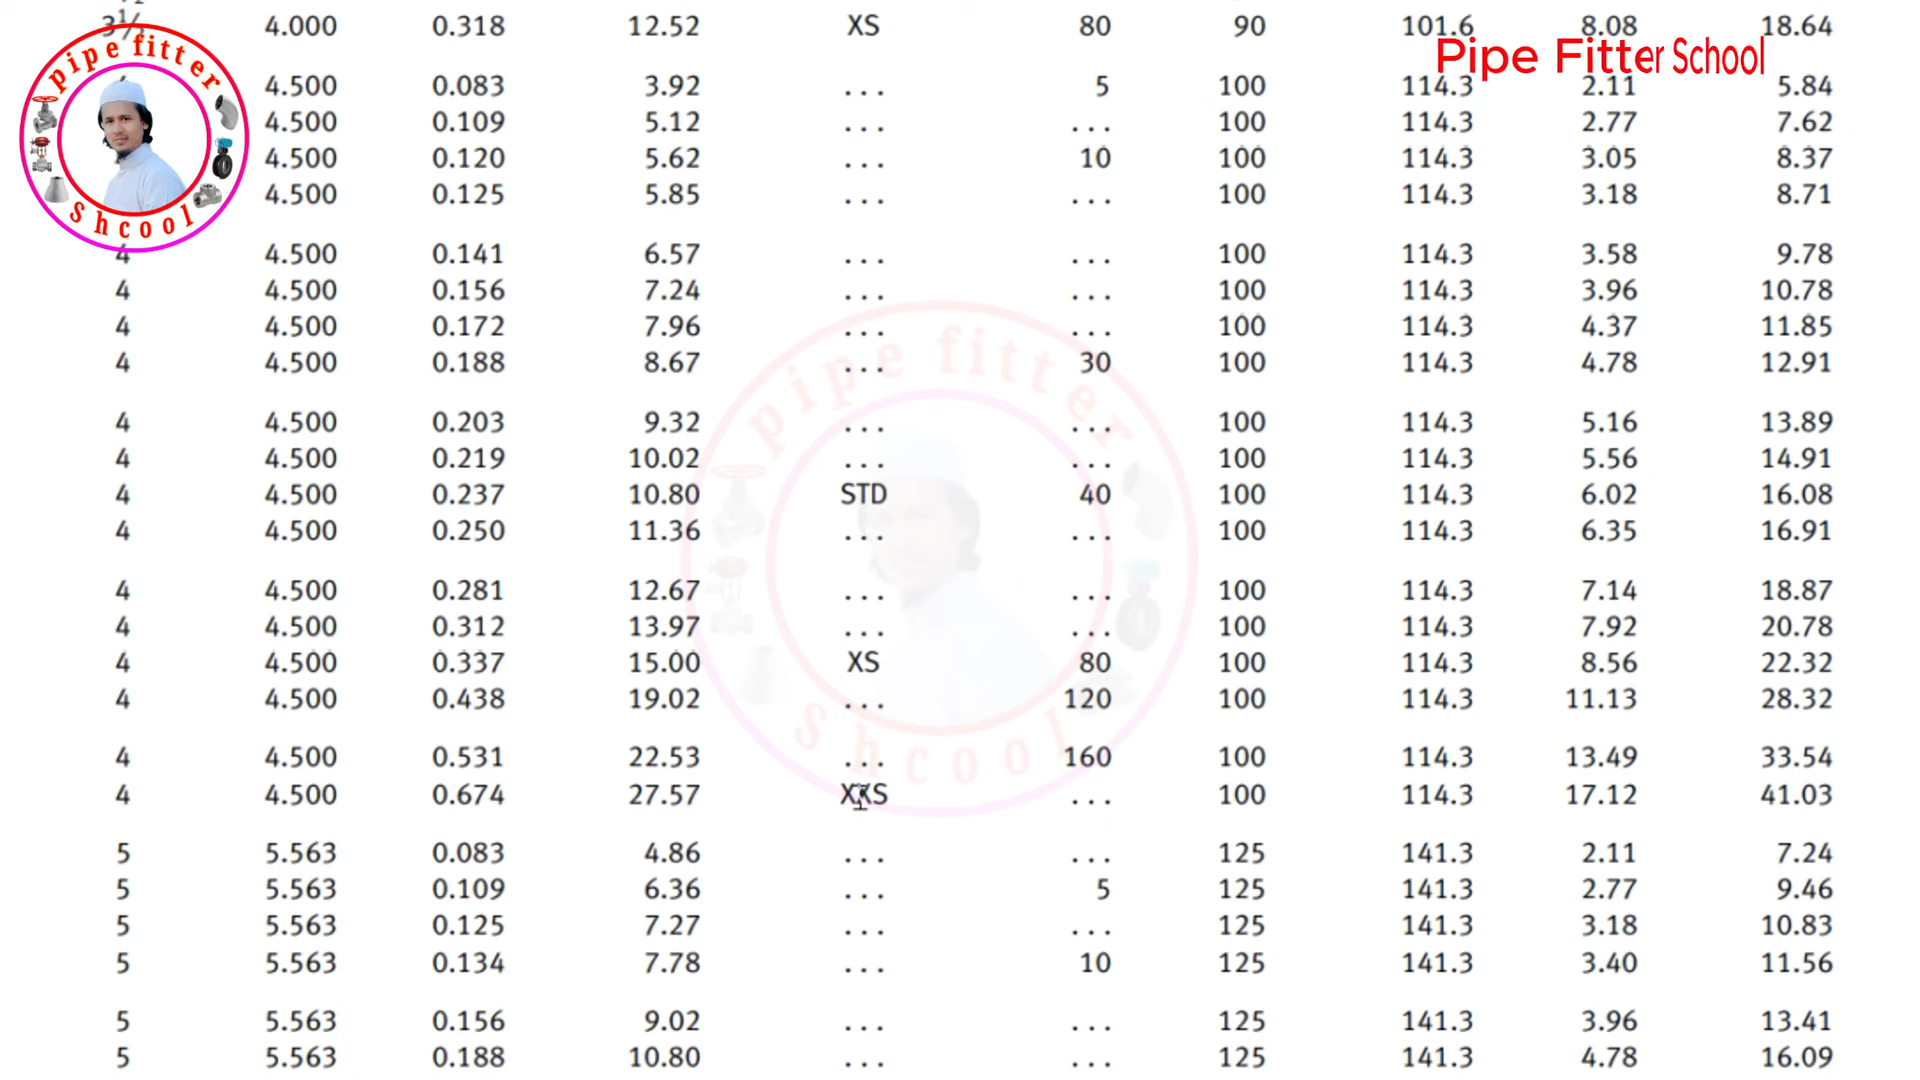 3½ 4.000 0.318 12.52 XS 80 90 101.6 8.08 18.64
pipe fitter
Shcool
Pipe Fitter School
4.500 0.083 3.92 ... 5 100 114.3 2.11 5.84
4.500 0.109 5.12 ... ... 100 114.3 2.77 7.62
4.500 0.120 5.62 ... 10 100 114.3 3.05 8.37
4.500 0.125 5.85 ... ... 100 114.3 3.18 8.71
4 4.500 0.141 6.57 ... ... 100 114.3 3.58 9.78
4 4.500 0.156 7.24 ... ... 100 114.3 3.96 10.78
4 4.500 0.172 7.96 ... ... 100 114.3 4.37 11.85
4 4.500 0.188 8.67 ... 30 100 114.3 4.78 12.91
pipe fitter
Shcool
4 4.500 0.203 9.32 ... ... 100 114.3 5.16 13.89
4 4.500 0.219 10.02 ... ... 100 114.3 5.56 14.91
4 4.500 0.237 10.80 STD 40 100 114.3 6.02 16.08
4 4.500 0.250 11.36 ... ... 100 114.3 6.35 16.91
4 4.500 0.281 12.67 ... ... 100 114.3 7.14 18.87
4 4.500 0.312 13.97 ... ... 100 114.3 7.92 20.78
4 4.500 0.337 15.00 XS 80 100 114.3 8.56 22.32
4 4.500 0.438 19.02 ... 120 100 114.3 11.13 28.32
4 4.500 0.531 22.53 ... 160 100 114.3 13.49 33.54
4 4.500 0.674 27.57 XXS ... 100 114.3 17.12 41.03
5 5.563 0.083 4.86 ... ... 125 141.3 2.11 7.24
5 5.563 0.109 6.36 ... 5 125 141.3 2.77 9.46
5 5.563 0.125 7.27 ... ... 125 141.3 3.18 10.83
5 5.563 0.134 7.78 ... 10 125 141.3 3.40 11.56
5 5.563 0.156 9.02 ... ... 125 141.3 3.96 13.41
5 5.563 0.188 10.80 ... ... 125 141.3 4.78 16.09